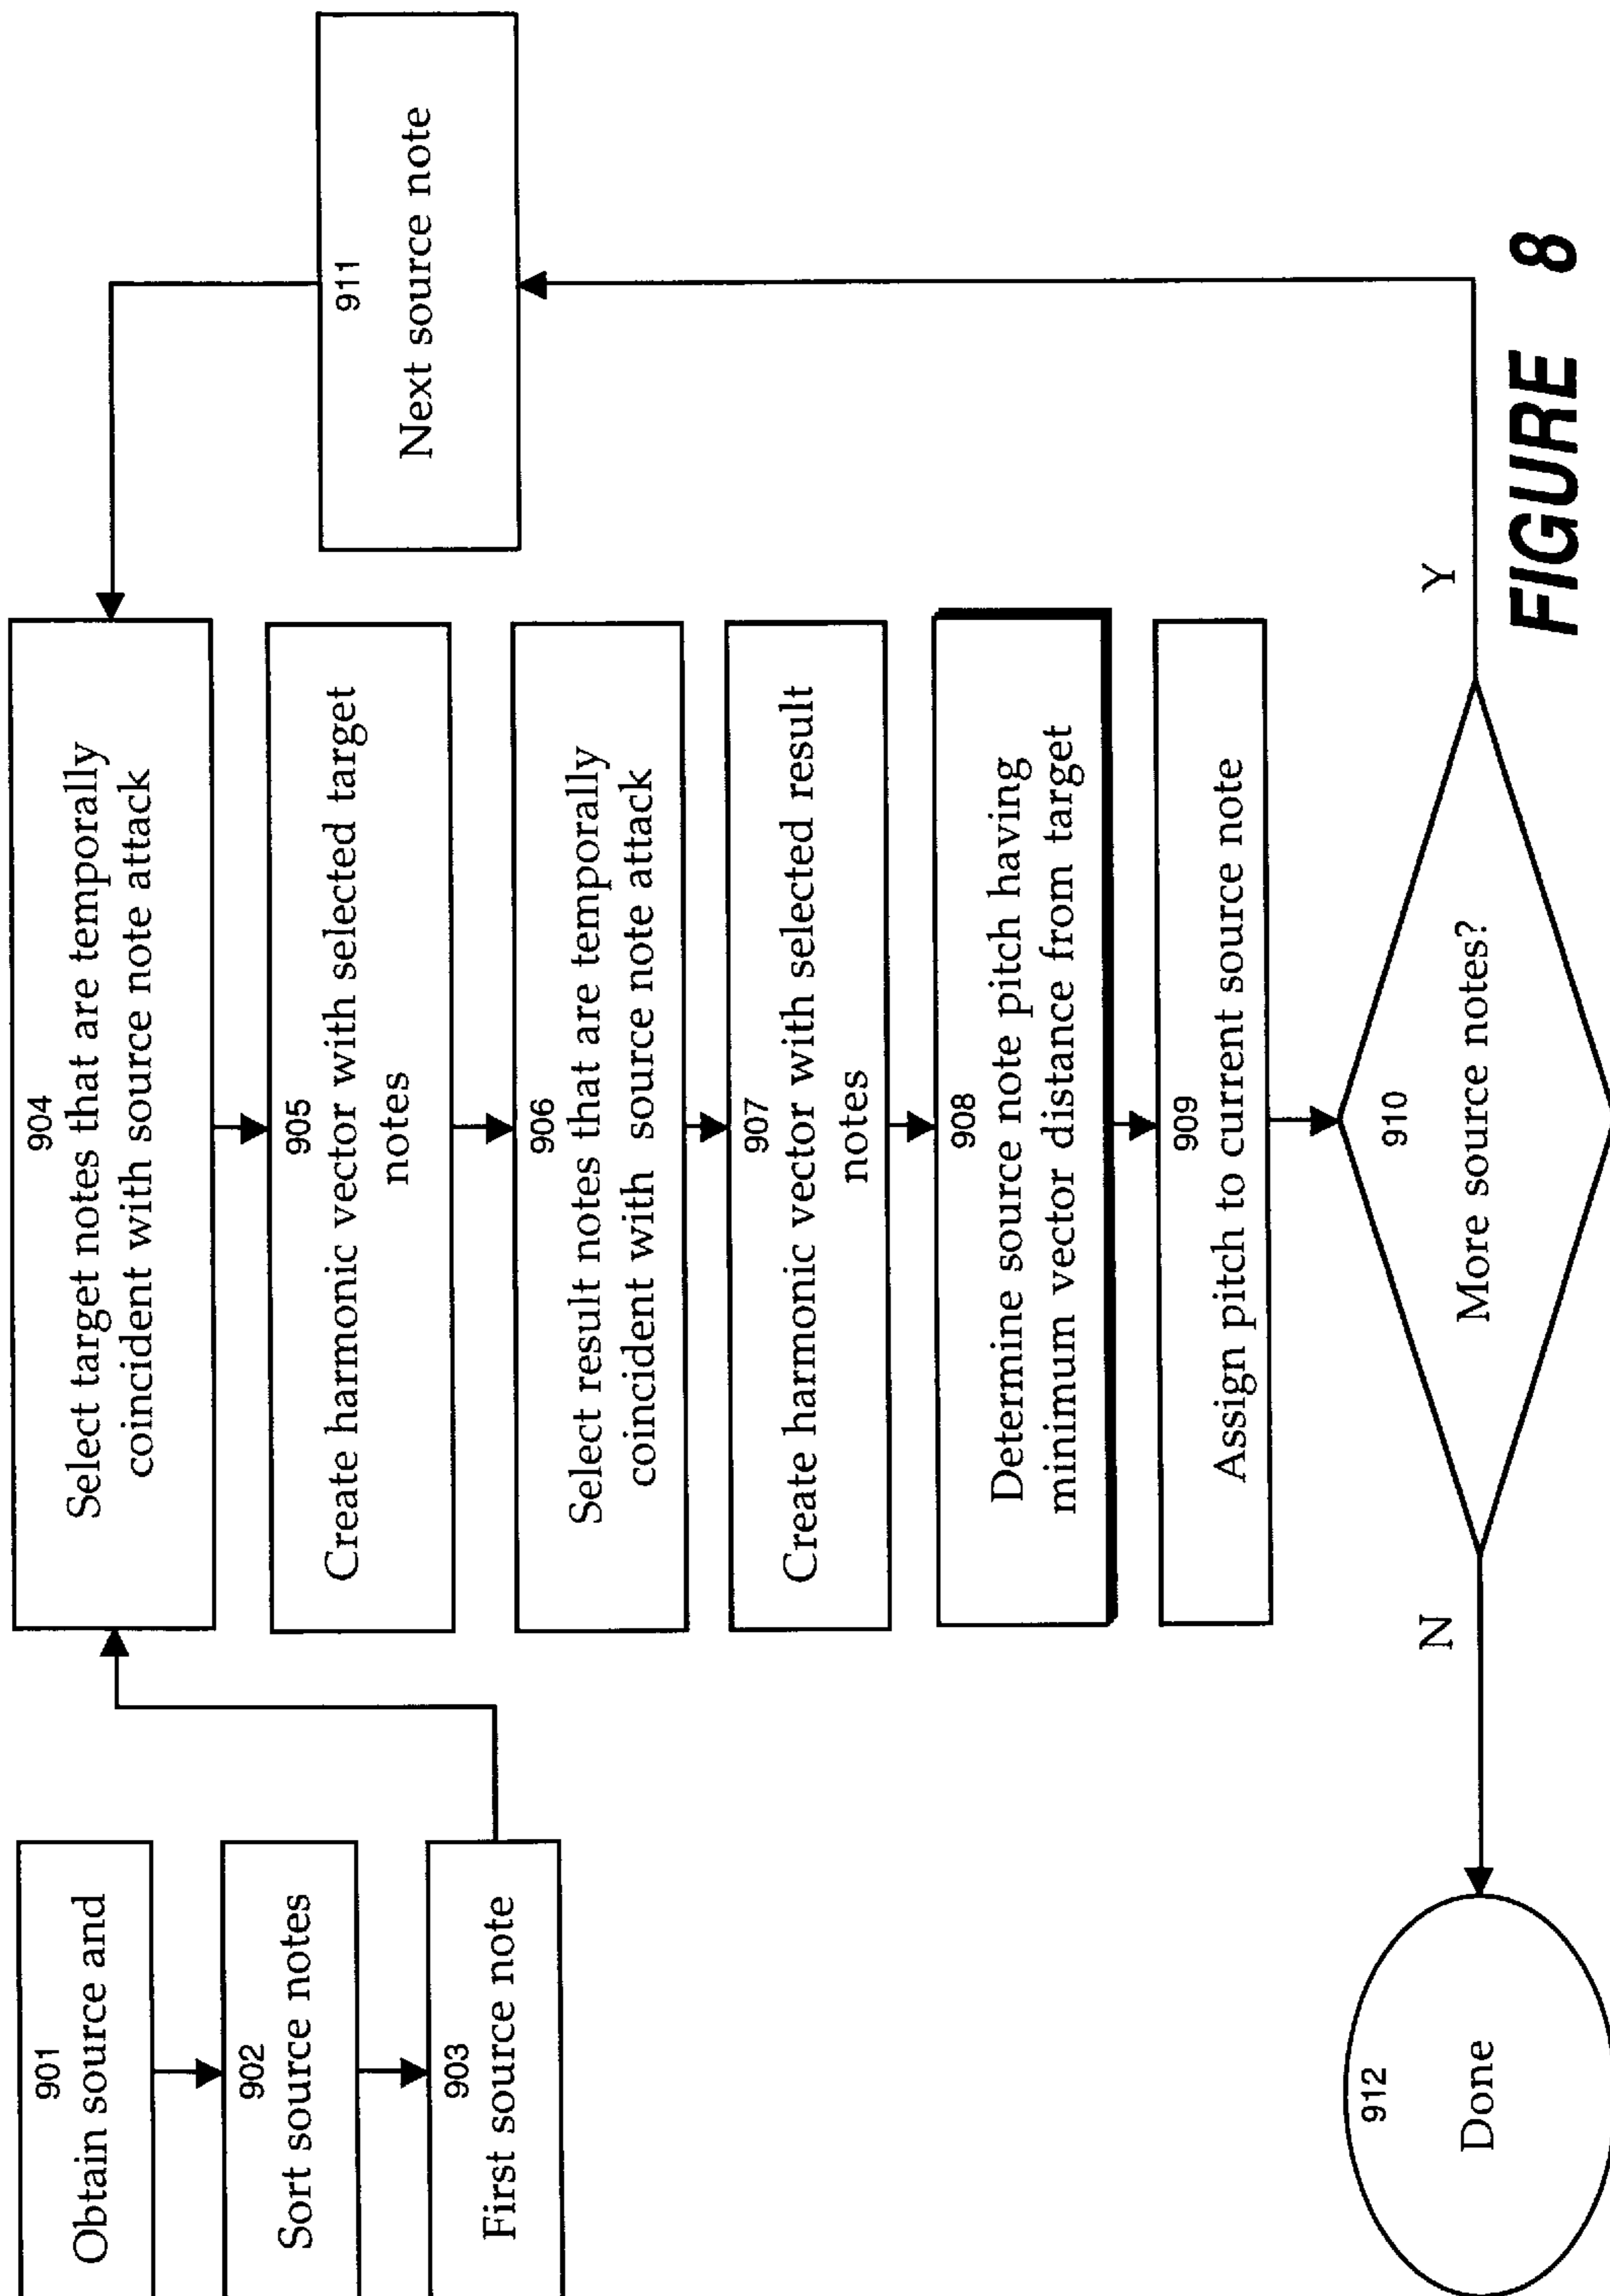 901
Obtain source and
902
Sort source notes
903
First source note
904
Select target notes that are temporally
coincident with source note attack
905
Create harmonic vector with selected target
notes
906
Select result notes that are temporally
coincident with source note attack
907
Create harmonic vector with selected result
notes
908
Determine source note pitch having
minimum vector distance from target
909
Assign pitch to current source note
910
More source notes?
N
Y
911
Next source note
912
Done
FIGURE 8